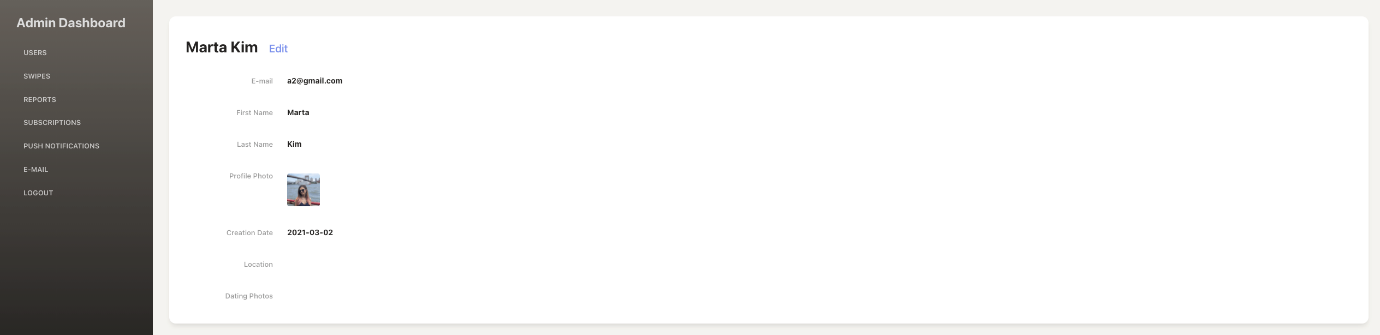 Admin Dashboard
USERS
SWIPES
REPORTS
SUBSCRIPTIONS
PUSH NOTIFICATIONS
E-MAIL
LOGOUT
Marta Kim Edit
E-mail a2@gmail.com
First Name Marta
Last Name Kim
Profile Photo
Creation Date 2021-03-02
Location
Dating Photos